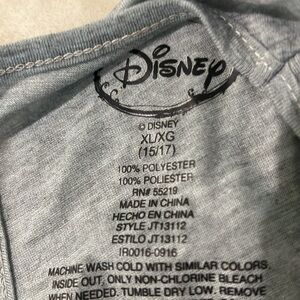 Disney
© DISNEY
XL/XG
(15/17)
100% POLYESTER
100% POLIESTER
RN# 55219
MADE IN CHINA
HECHO EN CHINA
STYLE JT13112
ESTILO JT13112
IR0016-0916
MACHINE WASH COLD WITH SIMILAR COLORS,
INSIDE OUT, ONLY NON-CHLORINE BLEACH
WHEN NEEDED. TUMBLE DRY LOW. REMOVE